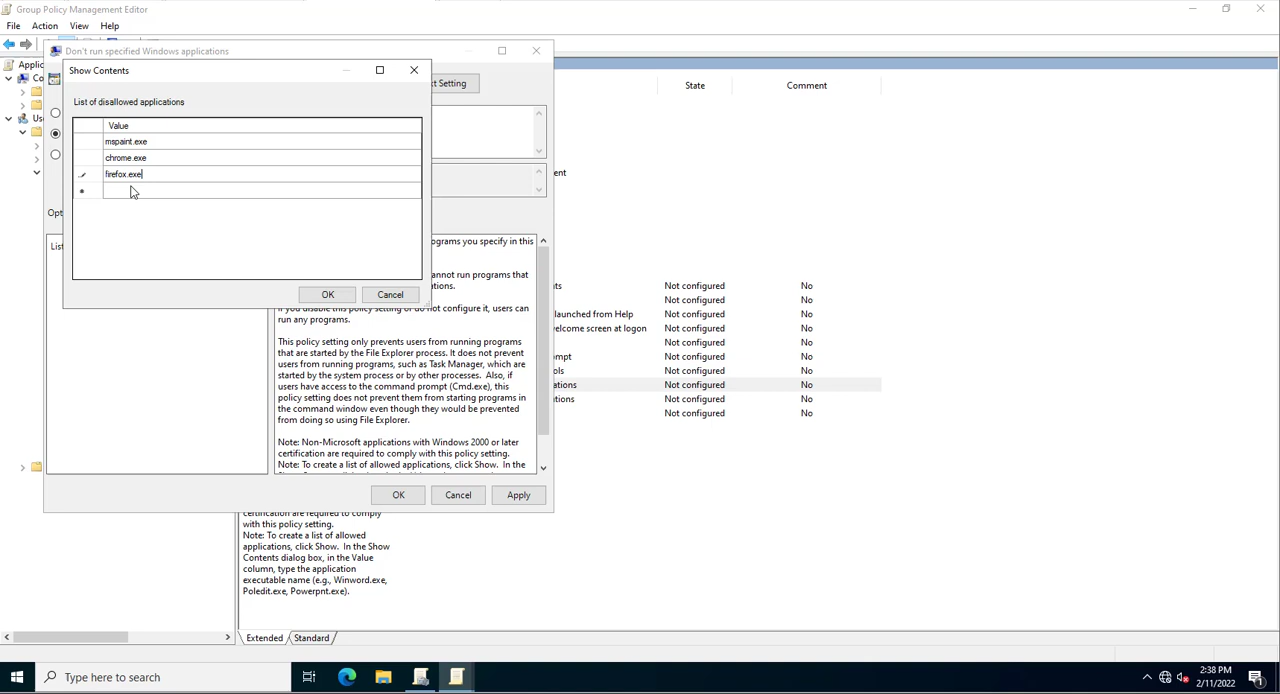 Group Policy Management Editor
File Action View Help
Don't run specified Windows applications
Show Contents
t Setting
List of disallowed applications
Value
mspaint.exe
chrome.exe
firefox.exe
OK
Cancel
State
Comment
Not configured No
Not configured No
launched from Help Not configured No
welcome screen at logon Not configured No
Not configured No
Not configured No
Not configured No
Not configured No
Not configured No
Not configured No
programs you specify in this
cannot run programs that
If you disable this policy setting or do not configure it, users can
run any programs.
This policy setting only prevents users from running programs
that are started by the File Explorer process. It does not prevent
users from running programs, such as Task Manager, which are
started by the system process or by other processes. Also, if
users have access to the command prompt (Cmd.exe), this
policy setting does not prevent them from starting programs in
the command window even though they would be prevented
from doing so using File Explorer.
Note: Non-Microsoft applications with Windows 2000 or later
certification are required to comply with this policy setting.
Note: To create a list of allowed applications, click Show. In the
OK
Cancel
Apply
certification are required to comply
with this policy setting.
Note: To create a list of allowed
applications, click Show. In the Show
Contents dialog box, in the Value
column, type the application
executable name (e.g., Winword.exe,
Poledit.exe, Powerpnt.exe).
Extended Standard
Type here to search
2:38 PM
2/11/2022